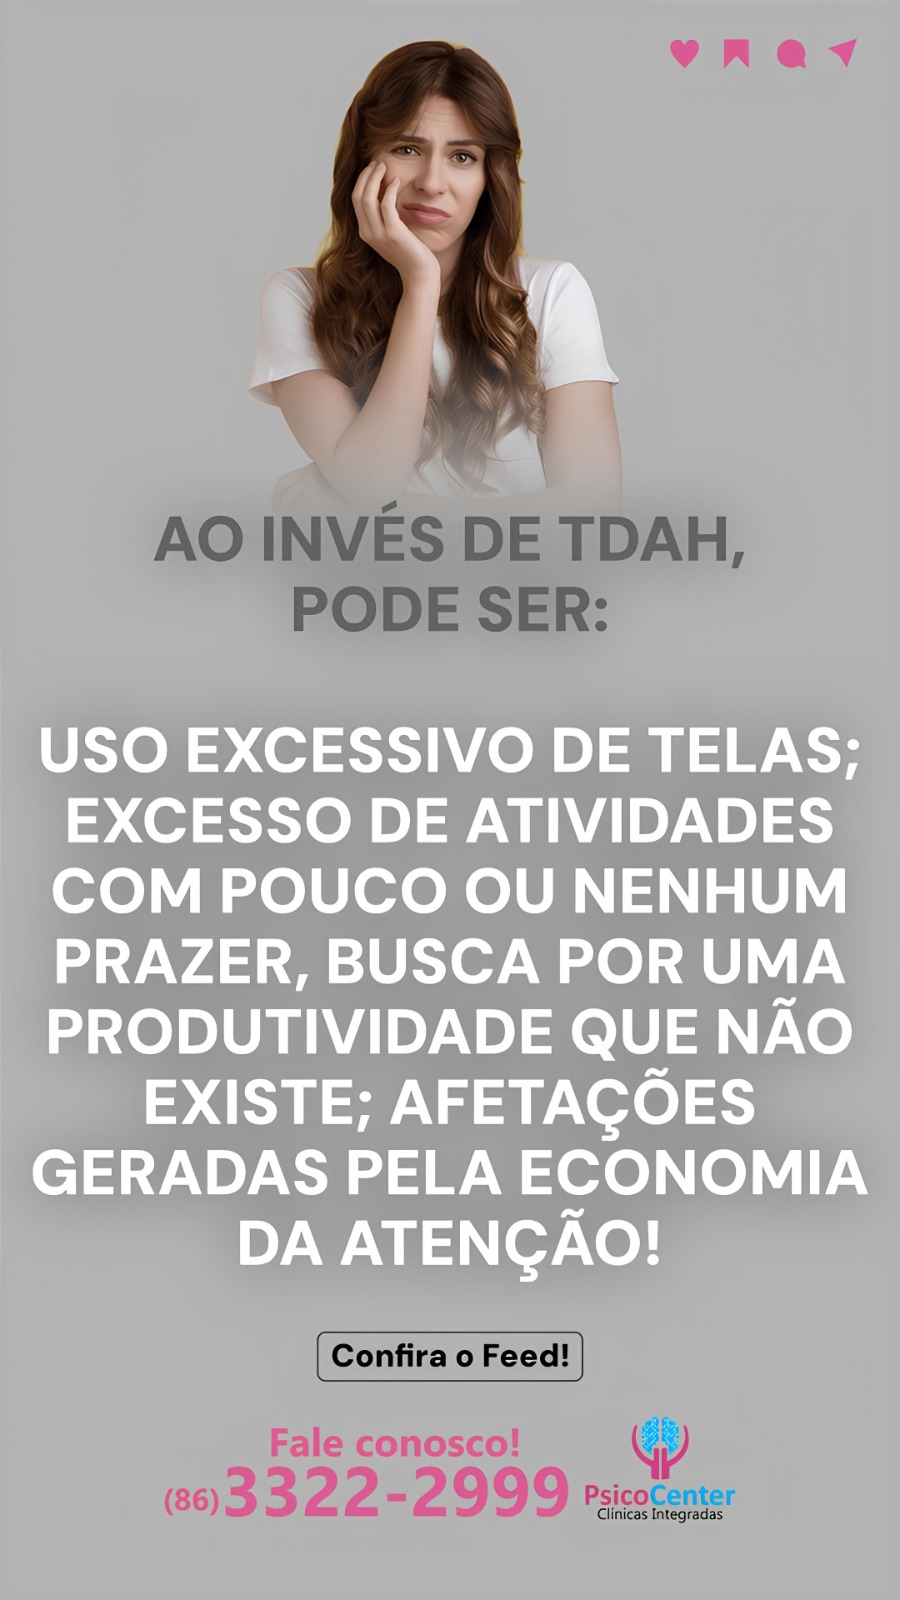 AO INVÉS DE TDAH,
PODE SER:
USO EXCESSIVO DE TELAS;
EXCESSO DE ATIVIDADES
COM POUCO OU NENHUM
PRAZER, BUSCA POR UMA
PRODUTIVIDADE QUE NÃO
EXISTE; AFETAÇÕES
GERADAS PELA ECONOMIA
DA ATENÇÃO!
Confira o Feed!
Fale conosco!
(86) 3322-2999
PsicoCenter
Clínicas Integradas